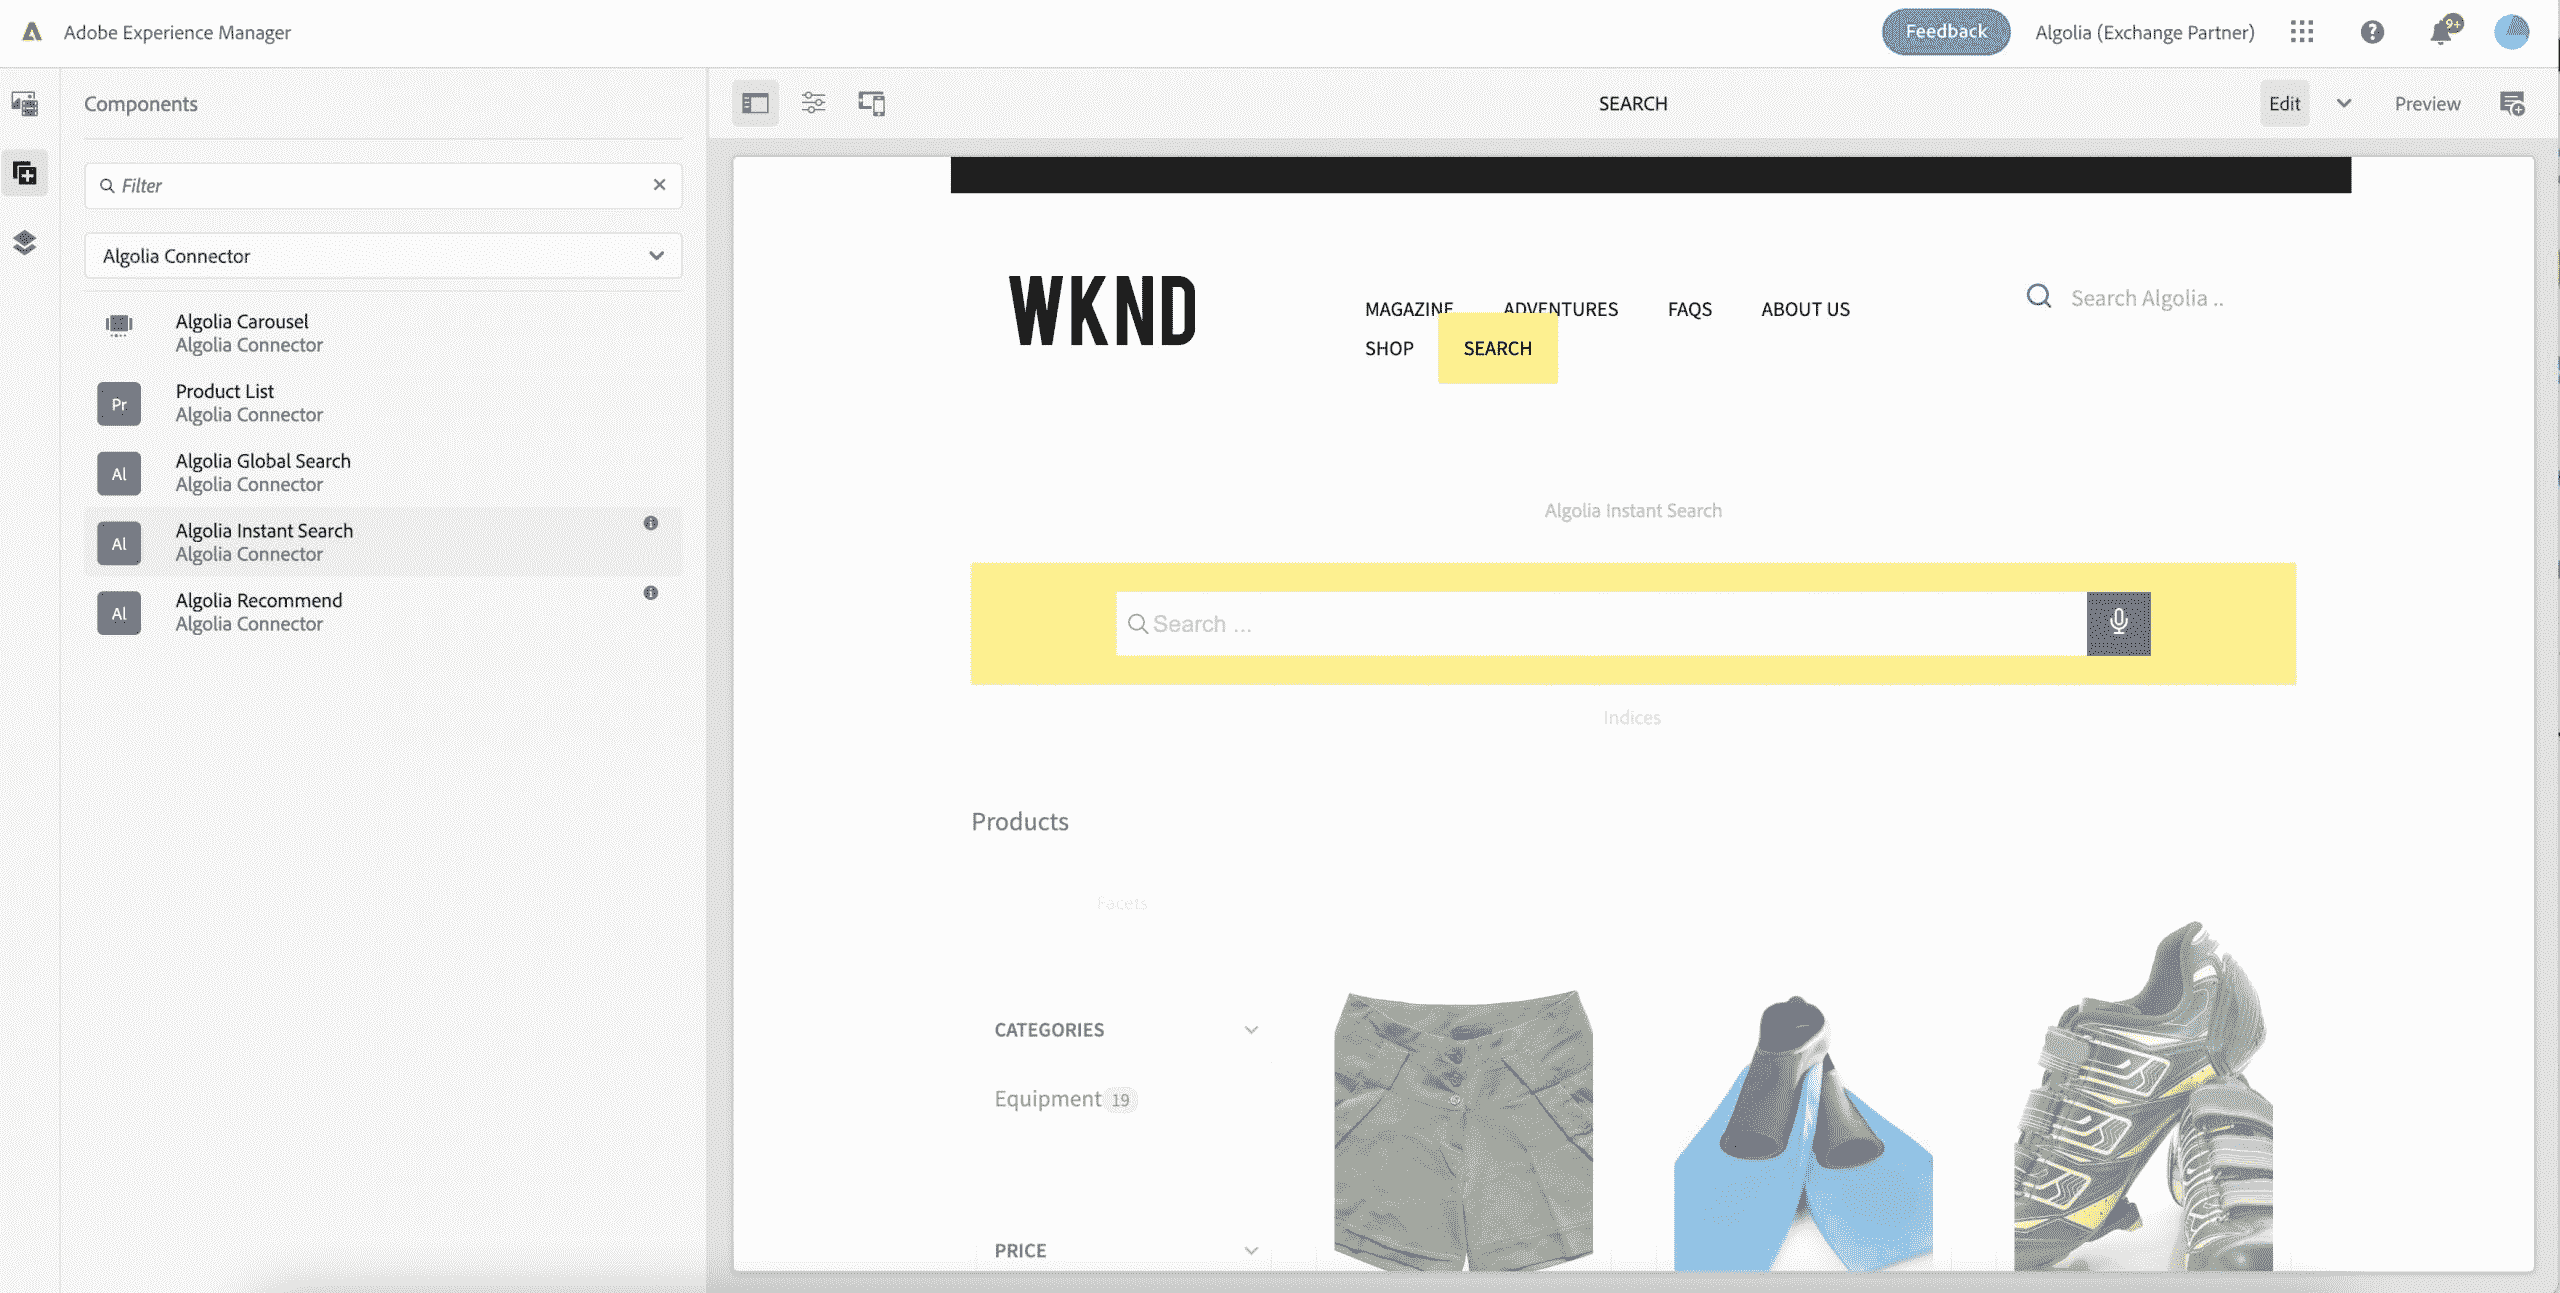 Adobe Experience Manager
Feedback
Algolia (Exchange Partner)
9+
Components
SEARCH
Edit
Preview
Filter
Algolia Connector
Algolia Carousel
Algolia Connector
Pr
Product List
Algolia Connector
Al
Algolia Global Search
Algolia Connector
Al
Algolia Instant Search
Algolia Connector
Al
Algolia Recommend
Algolia Connector
WKND
MAGAZINE ADVENTURES FAQS ABOUT US
SHOP SEARCH
Search Algolia ..
Algolia Instant Search
Search ...
Indices
Products
Facets
CATEGORIES
Equipment 19
PRICE